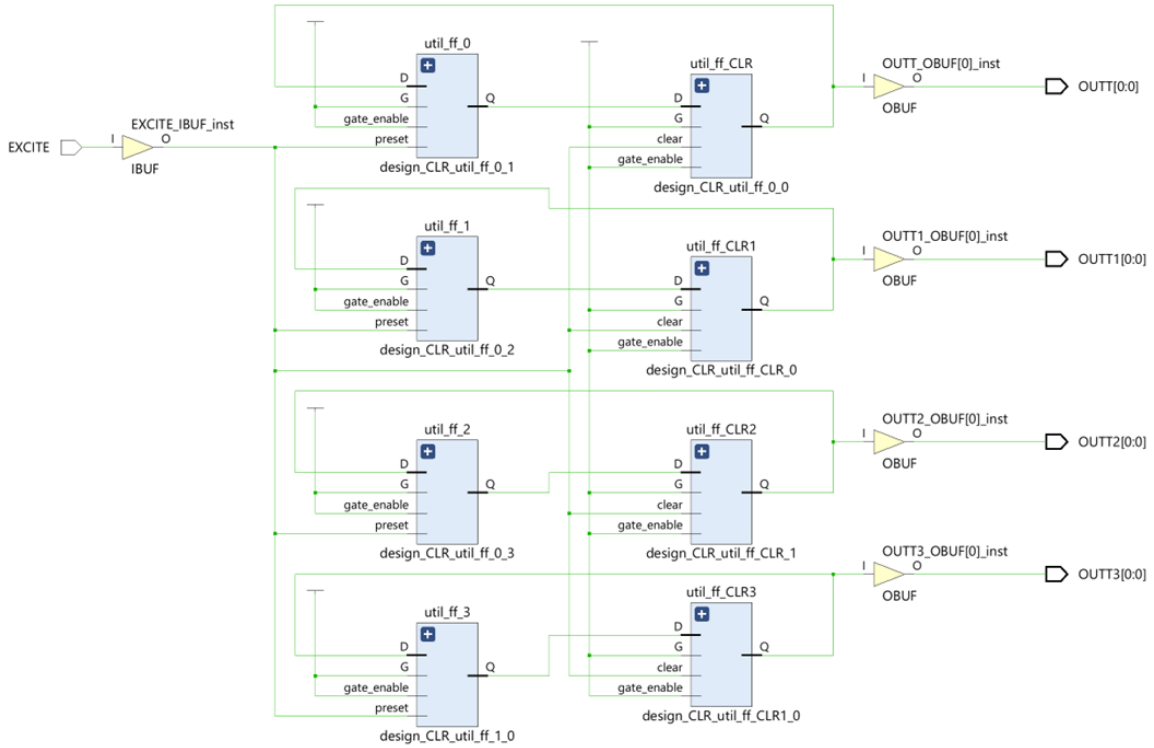 util_ff_0
D
G
gate_enable
preset
Q
design_CLR_util_ff_0_1
util_ff_CLR
D
G
clear
gate_enable
Q
design_CLR_util_ff_0_0
OUTT_OBUF[0]_inst
I
O
OBUF
OUTT[0:0]
EXCITE
EXCITE_IBUF_inst
I
O
IBUF
util_ff_1
D
G
gate_enable
preset
Q
design_CLR_util_ff_0_2
util_ff_CLR1
D
G
clear
gate_enable
Q
design_CLR_util_ff_CLR_0
OUTT1_OBUF[0]_inst
I
O
OBUF
OUTT1[0:0]
util_ff_2
D
G
gate_enable
preset
Q
design_CLR_util_ff_0_3
util_ff_CLR2
D
G
clear
gate_enable
Q
design_CLR_util_ff_CLR_1
OUTT2_OBUF[0]_inst
I
O
OBUF
OUTT2[0:0]
util_ff_3
D
G
gate_enable
preset
Q
design_CLR_util_ff_1_0
util_ff_CLR3
D
G
clear
gate_enable
Q
design_CLR_util_ff_CLR1_0
OUTT3_OBUF[0]_inst
I
O
OBUF
OUTT3[0:0]